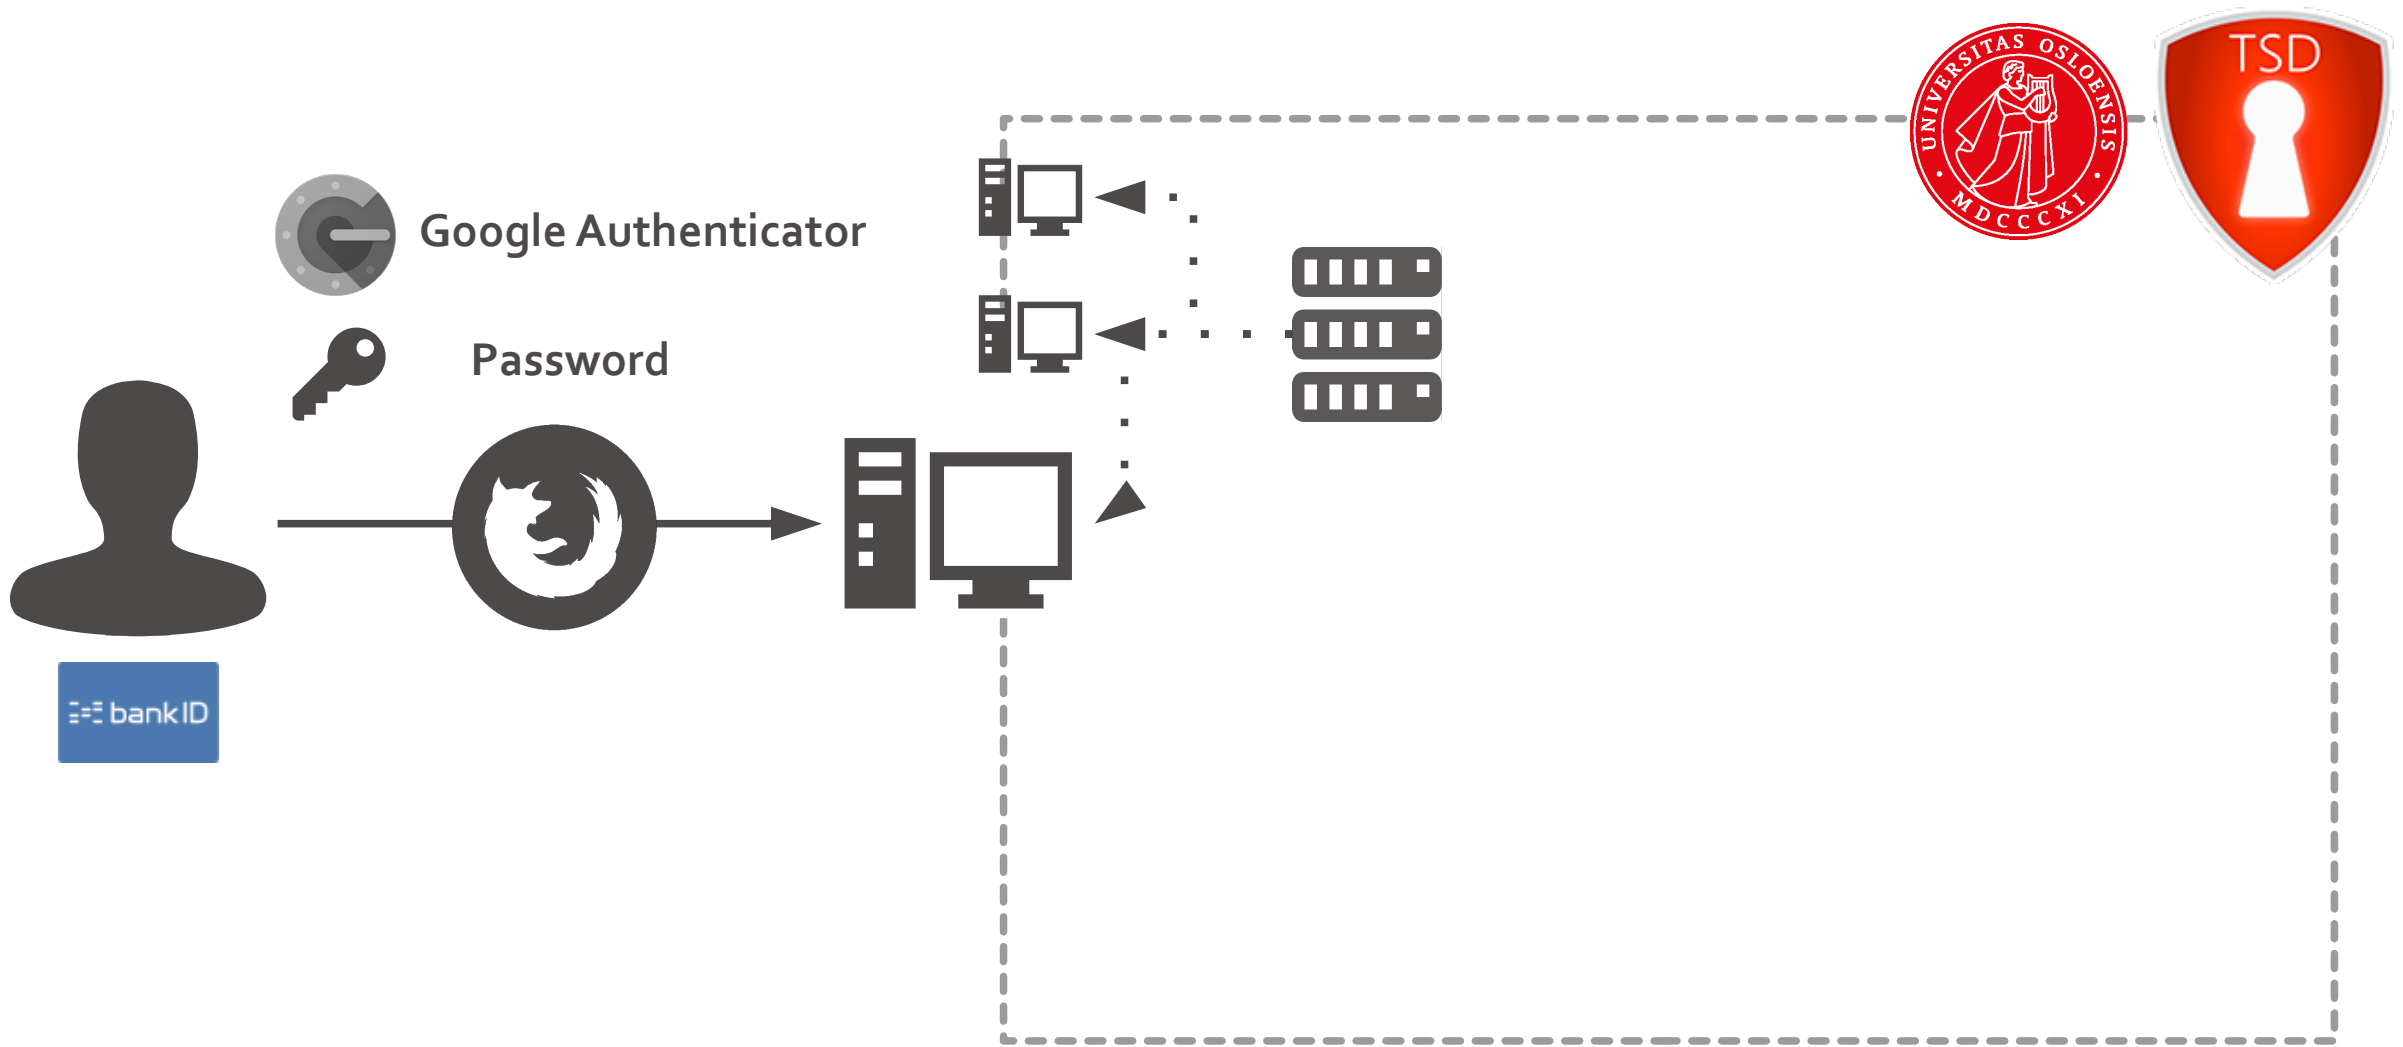 UNIVERSITAS OSLOENSIS
MDCCCXI
TSD
Google Authenticator
Password
bankID